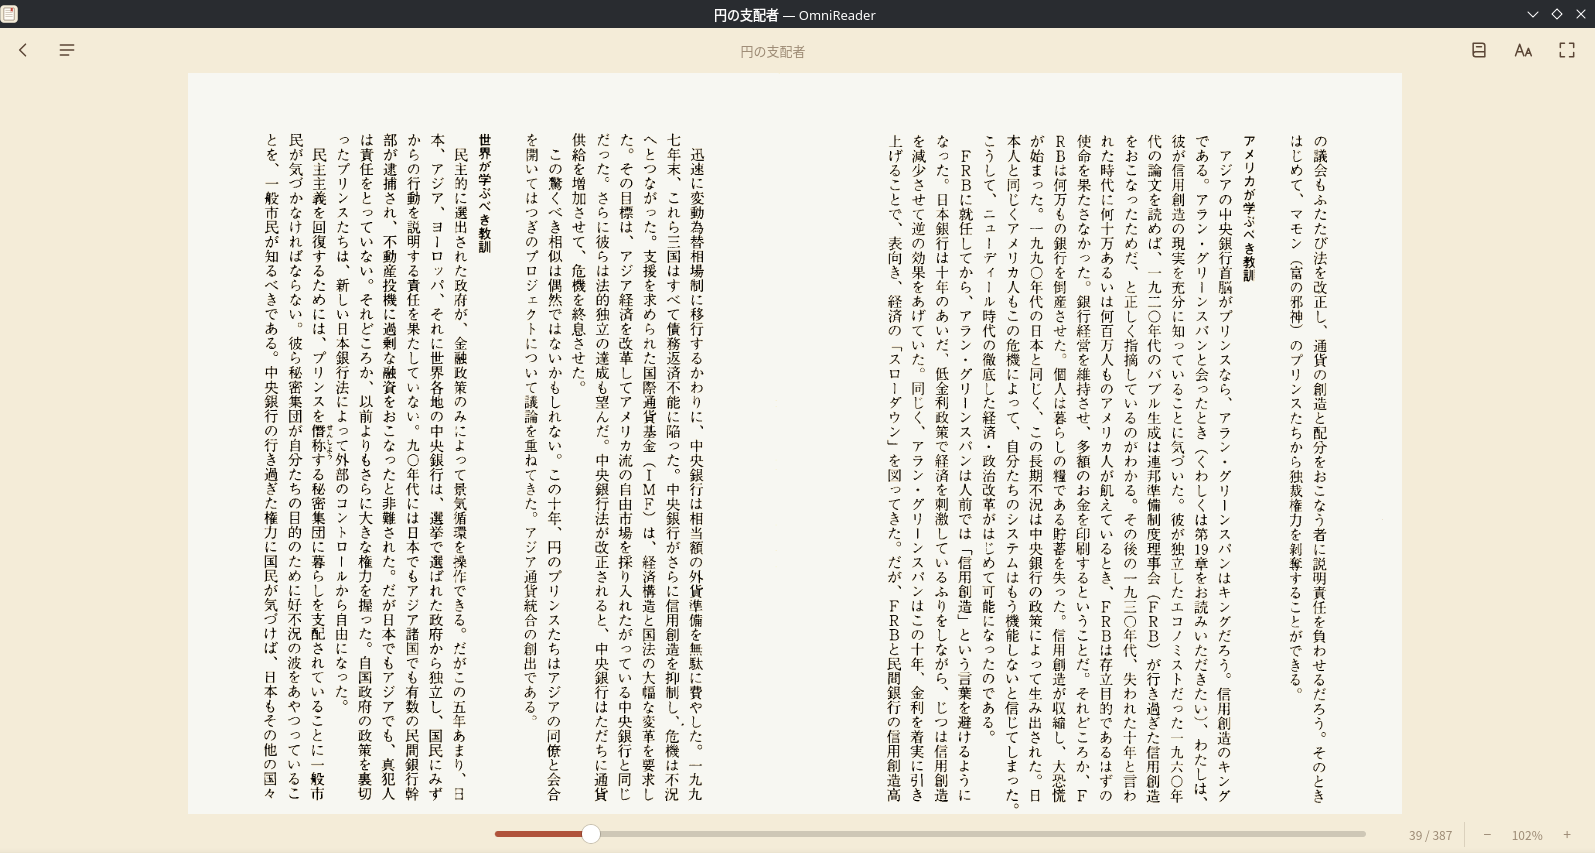 円の支配者 — OmniReader
円の支配者
の議会もふたたび法を改正し、通貨の創造と配分をおこなう者に説明責任を負わせるだろう。そのとき
はじめて、マモン（富の邪神）のプリンスたちから独裁権力を剥奪することができる。
アメリカが学ぶべき教訓
アジアの中央銀行首脳がプリンスなら、アラン・グリーンスパンはキングだろう。信用創造のキング
である。アラン・グリーンスパンと会ったとき（くわしくは第19章をお読みいただきたい）、わたしは、
彼が信用創造の現実を充分に知っていることに気づいた。彼が独立したエコノミストだった一九六〇年
代の論文を読めば、一九二〇年代のバブル生成は連邦準備制度理事会（ＦＲＢ）が行き過ぎた信用創造
をおこなったためだ、と正しく指摘しているのがわかる。その後の一九三〇年代、失われた十年と言わ
れた時代に何十万あるいは何百万人ものアメリカ人が飢えているとき、ＦＲＢは存立目的であるはずの
使命を果たさなかった。銀行経営を維持させ、多額のお金を印刷するということだ。それどころか、Ｆ
ＲＢは何万もの銀行を倒産させた。個人は暮らしの糧である貯蓄を失った。信用創造が収縮し、大恐慌
が始まった。一九九〇年代の日本と同じく、この長期不況は中央銀行の政策によって生み出された。日
本人と同じくアメリカ人もこの危機によって、自分たちのシステムはもう機能しないと信じてしまった。
こうして、ニューディール時代の徹底した経済・政治改革がはじめて可能になったのである。
ＦＲＢに就任してから、アラン・グリーンスパンは人前では「信用創造」という言葉を避けるように
なった。日本銀行は十年のあいだ、低金利政策で経済を刺激しているふりをしながら、じつは信用創造
を減少させて逆の効果をあげていた。同じく、アラン・グリーンスパンはこの十年、金利を着実に引き
上げることで、表向き、経済の「スローダウン」を図ってきた。だが、ＦＲＢと民間銀行の信用創造高
迅速に変動為替相場制に移行するかわりに、中央銀行は相当額の外貨準備を無駄に費やした。一九九
七年末、これら三国はすべて債務返済不能に陥った。中央銀行がさらに信用創造を抑制し、危機は不況
へとつながった。支援を求められた国際通貨基金（ＩＭＦ）は、経済構造と国法の大幅な変革を要求し
た。その目標は、アジア経済を改革してアメリカ流の自由市場を採り入れたがっている中央銀行と同じ
だった。さらに彼らは法的独立の達成も望んだ。中央銀行法が改正されると、中央銀行はただちに通貨
供給を増加させて、危機を終息させた。
この驚くべき相似は偶然ではないかもしれない。この十年、円のプリンスたちはアジアの同僚と会合
を開いてはつぎのプロジェクトについて議論を重ねてきた。アジア通貨統合の創出である。
世界が学ぶべき教訓
民主的に選出された政府が、金融政策のみによって景気循環を操作できる。だがこの五年あまり、日
本、アジア、ヨーロッパ、それに世界各地の中央銀行は、選挙で選ばれた政府から独立し、国民にみず
からの行動を説明する責任を果たしていない。九〇年代には日本でもアジア諸国でも有数の民間銀行幹
部が逮捕され、不動産投機に過剰な融資をおこなったと非難された。だが日本でもアジアでも、真犯人
は責任をとっていない。それどころか、以前よりもさらに大きな権力を握った。自国政府の政策を裏切
ったプリンスたちは、新しい日本銀行法によって外部のコントロールから自由になった。
民主主義を回復するためには、プリンスを僭称（せんしょう）する秘密集団に暮らしを支配されていることに一般市
民が気づかなければならない。彼ら秘密集団が自分たちの目的のために好不況の波をあやつっているこ
とを、一般市民が知るべきである。中央銀行の行き過ぎた権力に国民が気づけば、日本もその他の国々
39 / 387
102%